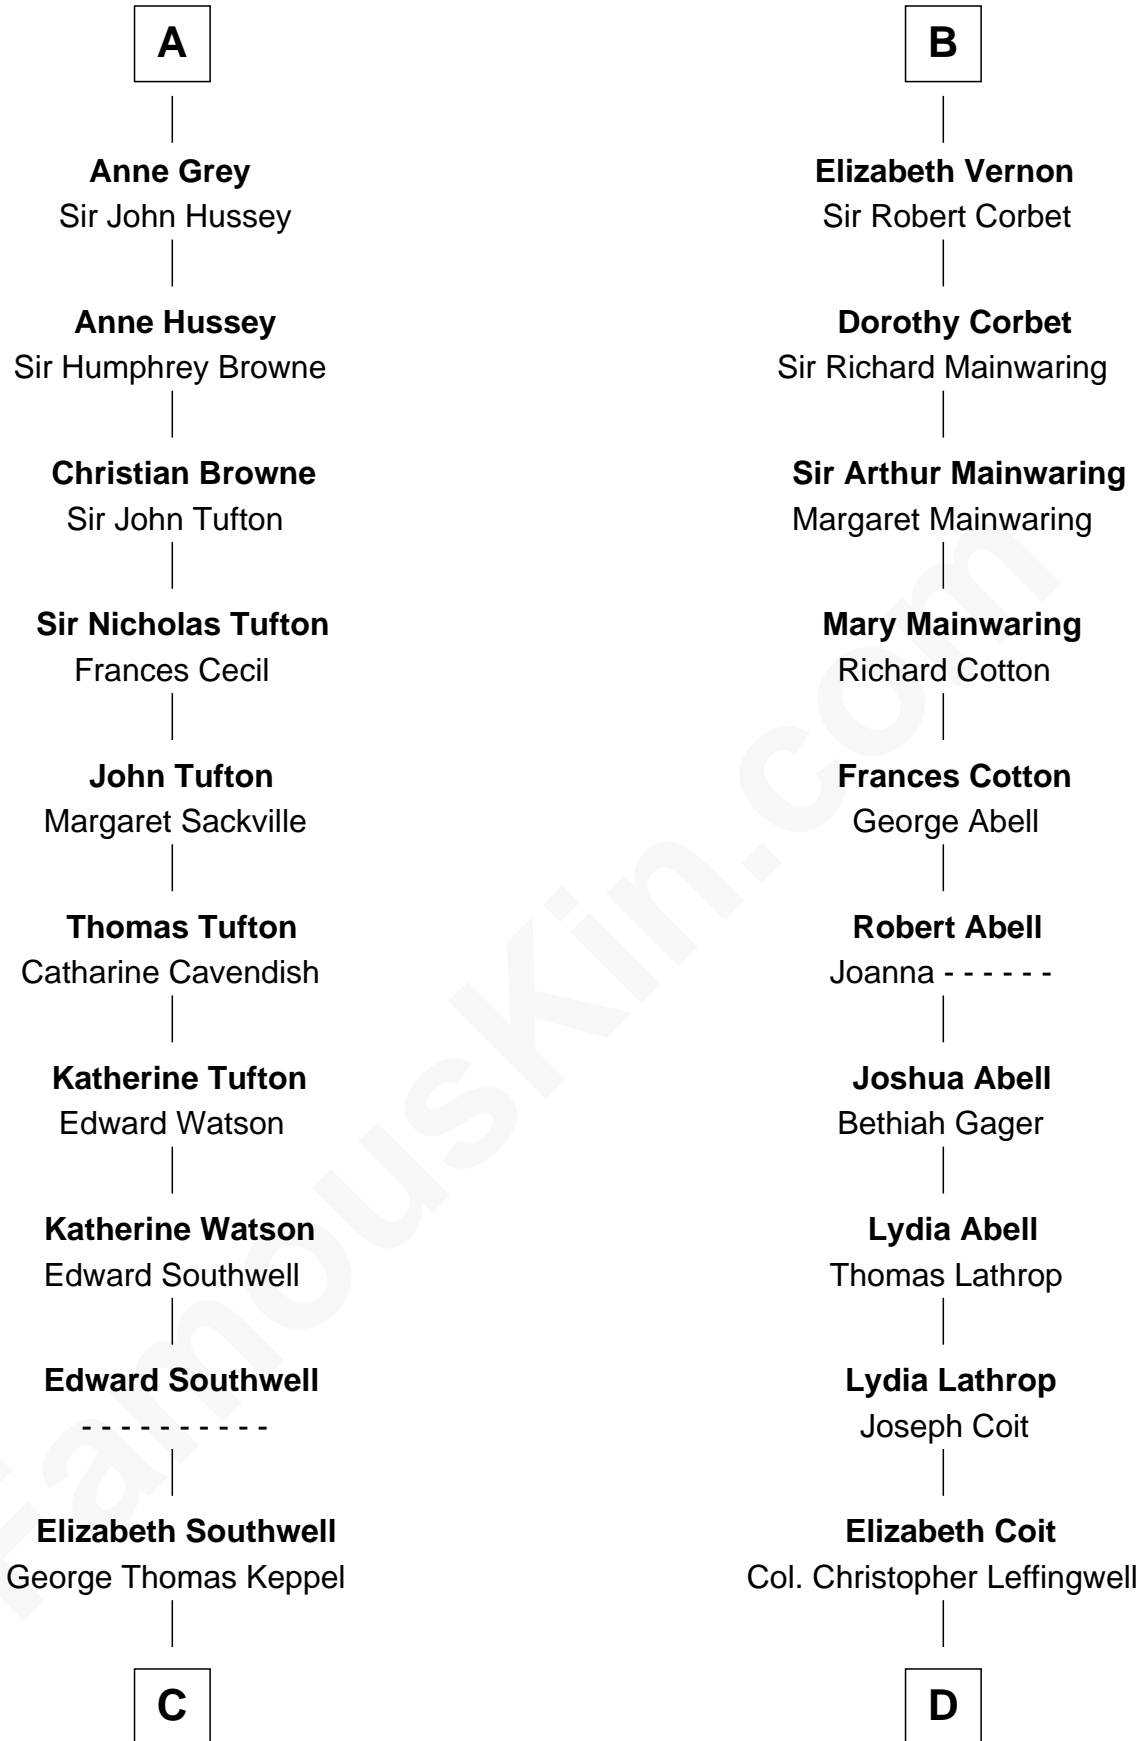 A
Anne Grey
Sir John Hussey
Anne Hussey
Sir Humphrey Browne
Christian Browne
Sir John Tufton
Sir Nicholas Tufton
Frances Cecil
John Tufton
Margaret Sackville
Thomas Tufton
Catharine Cavendish
Katherine Tufton
Edward Watson
Katherine Watson
Edward Southwell
Edward Southwell
- - - - - - - - - -
Elizabeth Southwell
George Thomas Keppel
C
B
Elizabeth Vernon
Sir Robert Corbet
Dorothy Corbet
Sir Richard Mainwaring
Sir Arthur Mainwaring
Margaret Mainwaring
Mary Mainwaring
Richard Cotton
Frances Cotton
George Abell
Robert Abell
Joanna - - - - - -
Joshua Abell
Bethiah Gager
Lydia Abell
Thomas Lathrop
Lydia Lathrop
Joseph Coit
Elizabeth Coit
Col. Christopher Leffingwell
D
FamousKin.com